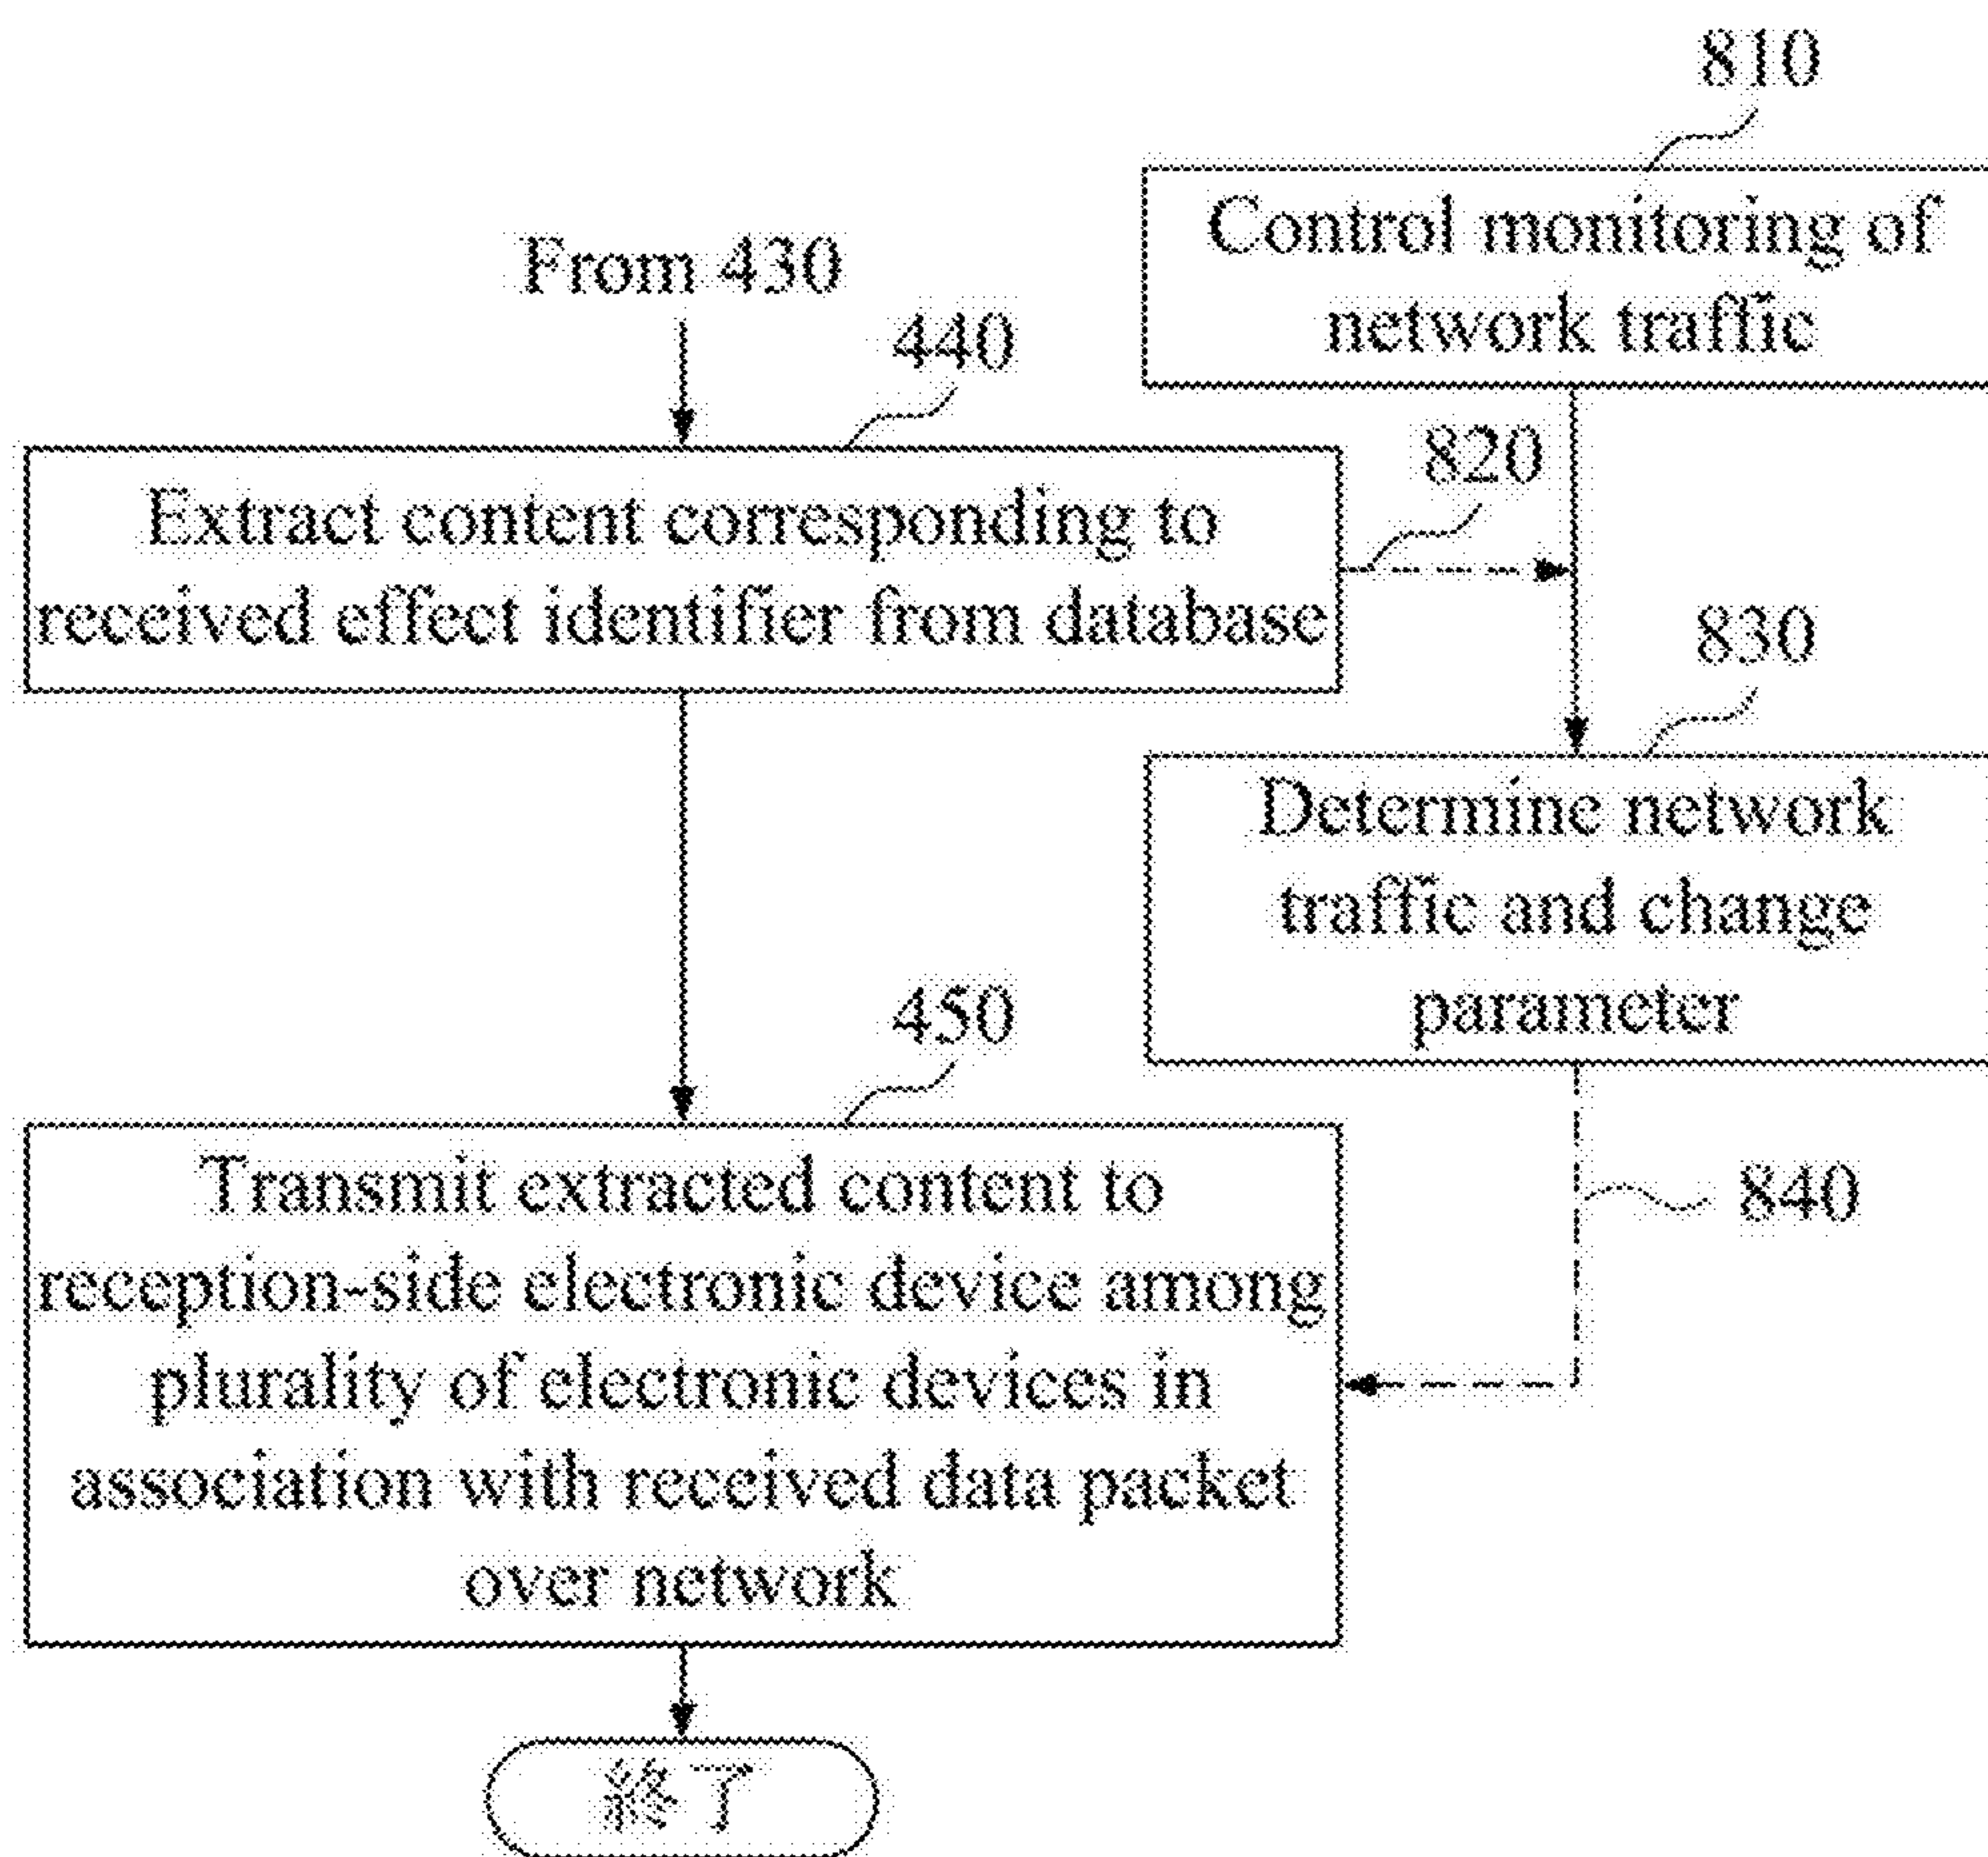 810
Control monitoring of
network traffic
From 430
440
820
Extract content corresponding to
received effect identifier from database
830
Determine network
traffic and change
parameter
450
840
Transmit extracted content to
reception-side electronic device among
plurality of electronic devices in
association with received data packet
over network
終了